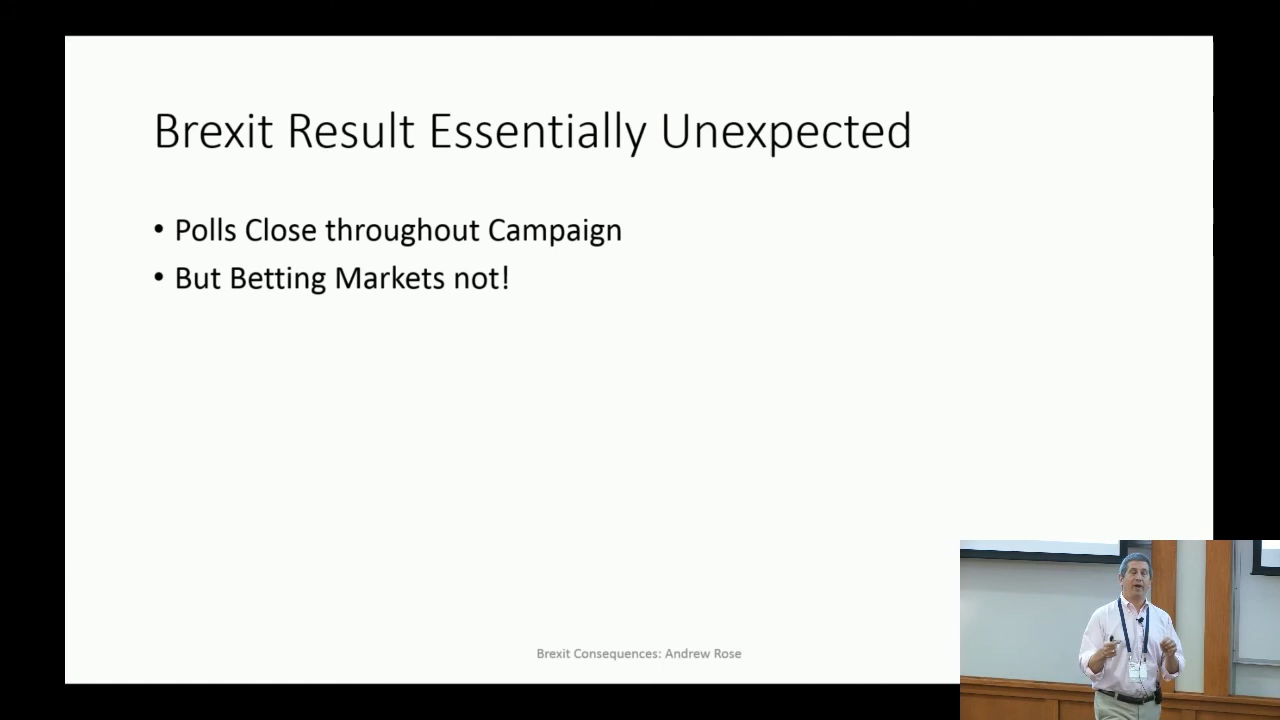 Brexit Result Essentially Unexpected
• Polls Close throughout Campaign
• But Betting Markets not!
Brexit Consequences: Andrew Rose